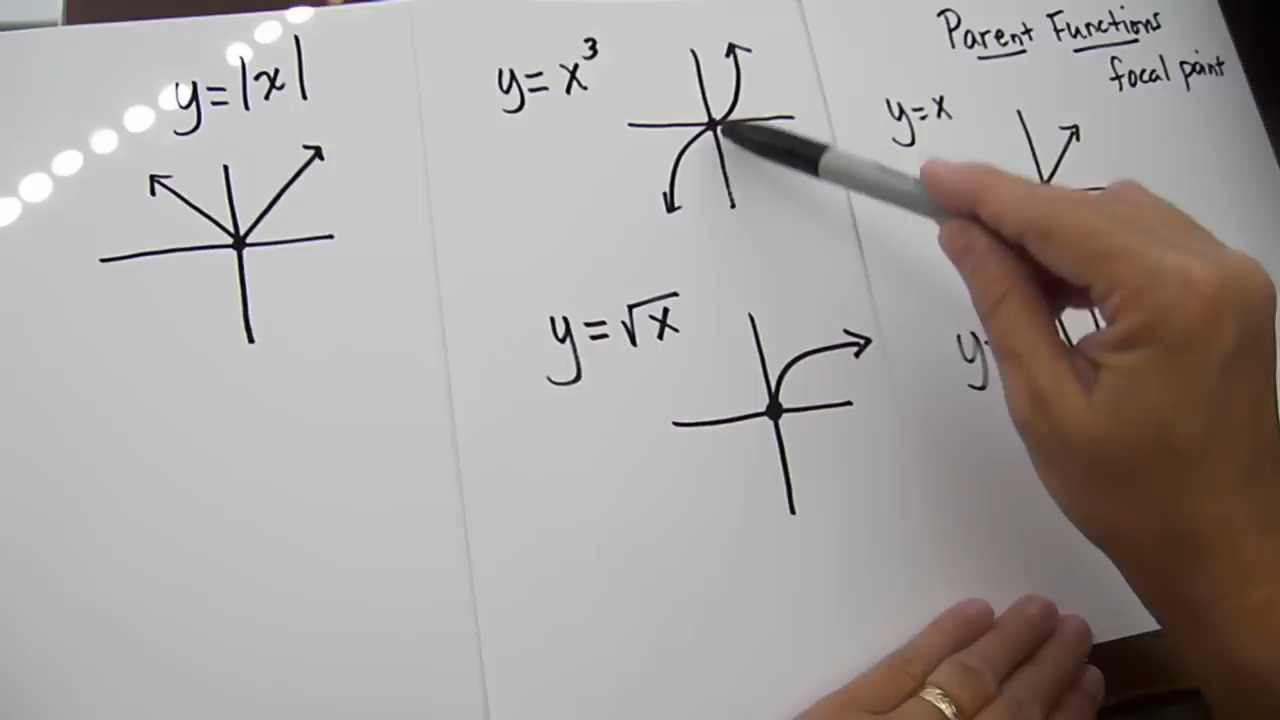 y=|x|
y=x³
y=√x
Parent Functions
focal point
y=x
y=